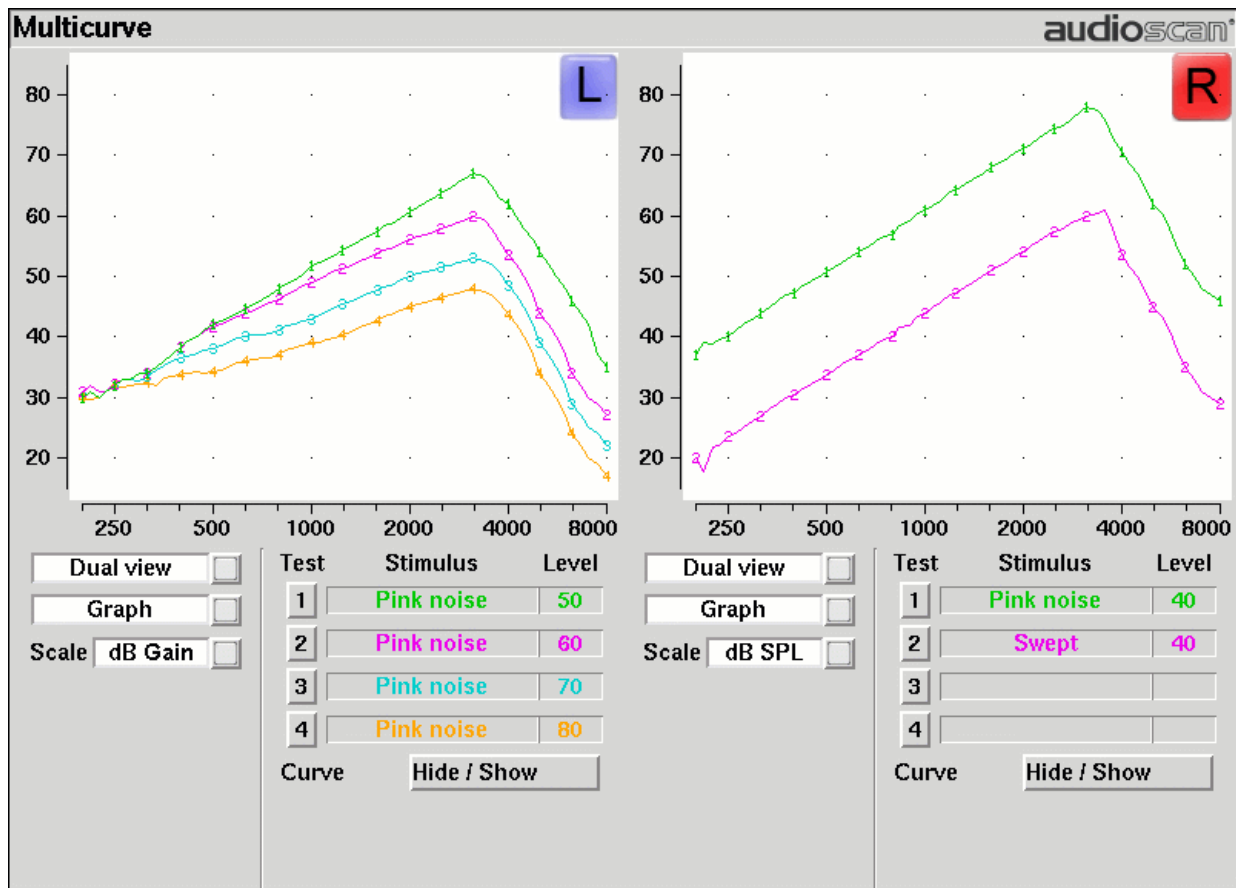 Multicurve audioscan®
L R
80 80
70 70
60 60
50 50
40 40
30 30
20 20
250 500 1000 2000 4000 8000 250 500 1000 2000 4000 8000
Dual view Test Stimulus Level Dual view Test Stimulus Level
1 Pink noise 50 1 Pink noise 40
Graph Graph
2 Pink noise 60 2 Swept 40
Scale dB Gain Scale dB SPL
3 Pink noise 70 3
4 Pink noise 80 4
Curve Hide / Show Curve Hide / Show